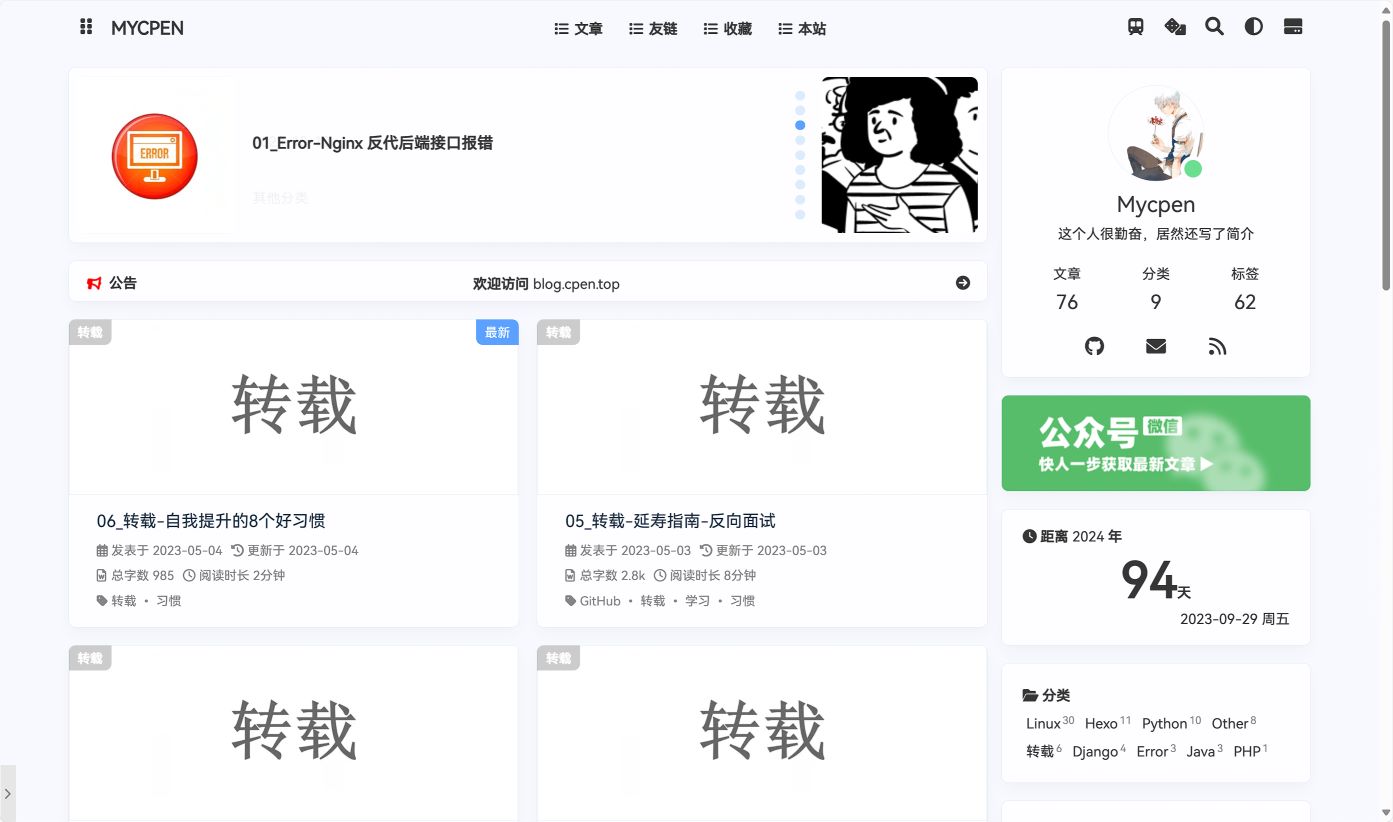 MYCPEN
文章 友链 收藏 本站
ERROR
01_Error-Nginx 反代后端接口报错
其他分类
公告
欢迎访问 blog.cpen.top
转载
最新
转载
06_转载-自我提升的8个好习惯
发表于 2023-05-04 更新于 2023-05-04
总字数 985 阅读时长 2分钟
转载 • 习惯
转载
转载
05_转载-延寿指南-反向面试
发表于 2023-05-03 更新于 2023-05-03
总字数 2.8k 阅读时长 8分钟
GitHub • 转载 • 学习 • 习惯
转载
转载
转载
转载
Mycpen
这个人很勤奋，居然还写了简介
文章 分类 标签
76 9 62
公众号 微信
快人一步获取最新文章
距离 2024 年
94天
2023-09-29 周五
分类
Linux 30 Hexo 11 Python 10 Other 8
转载 6 Django 4 Error 3 Java 3 PHP 1